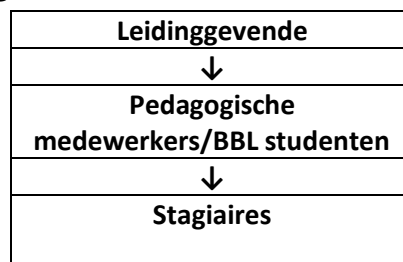 Leidinggevende
↓
Pedagogische
medewerkers/BBL studenten
↓
Stagiaires